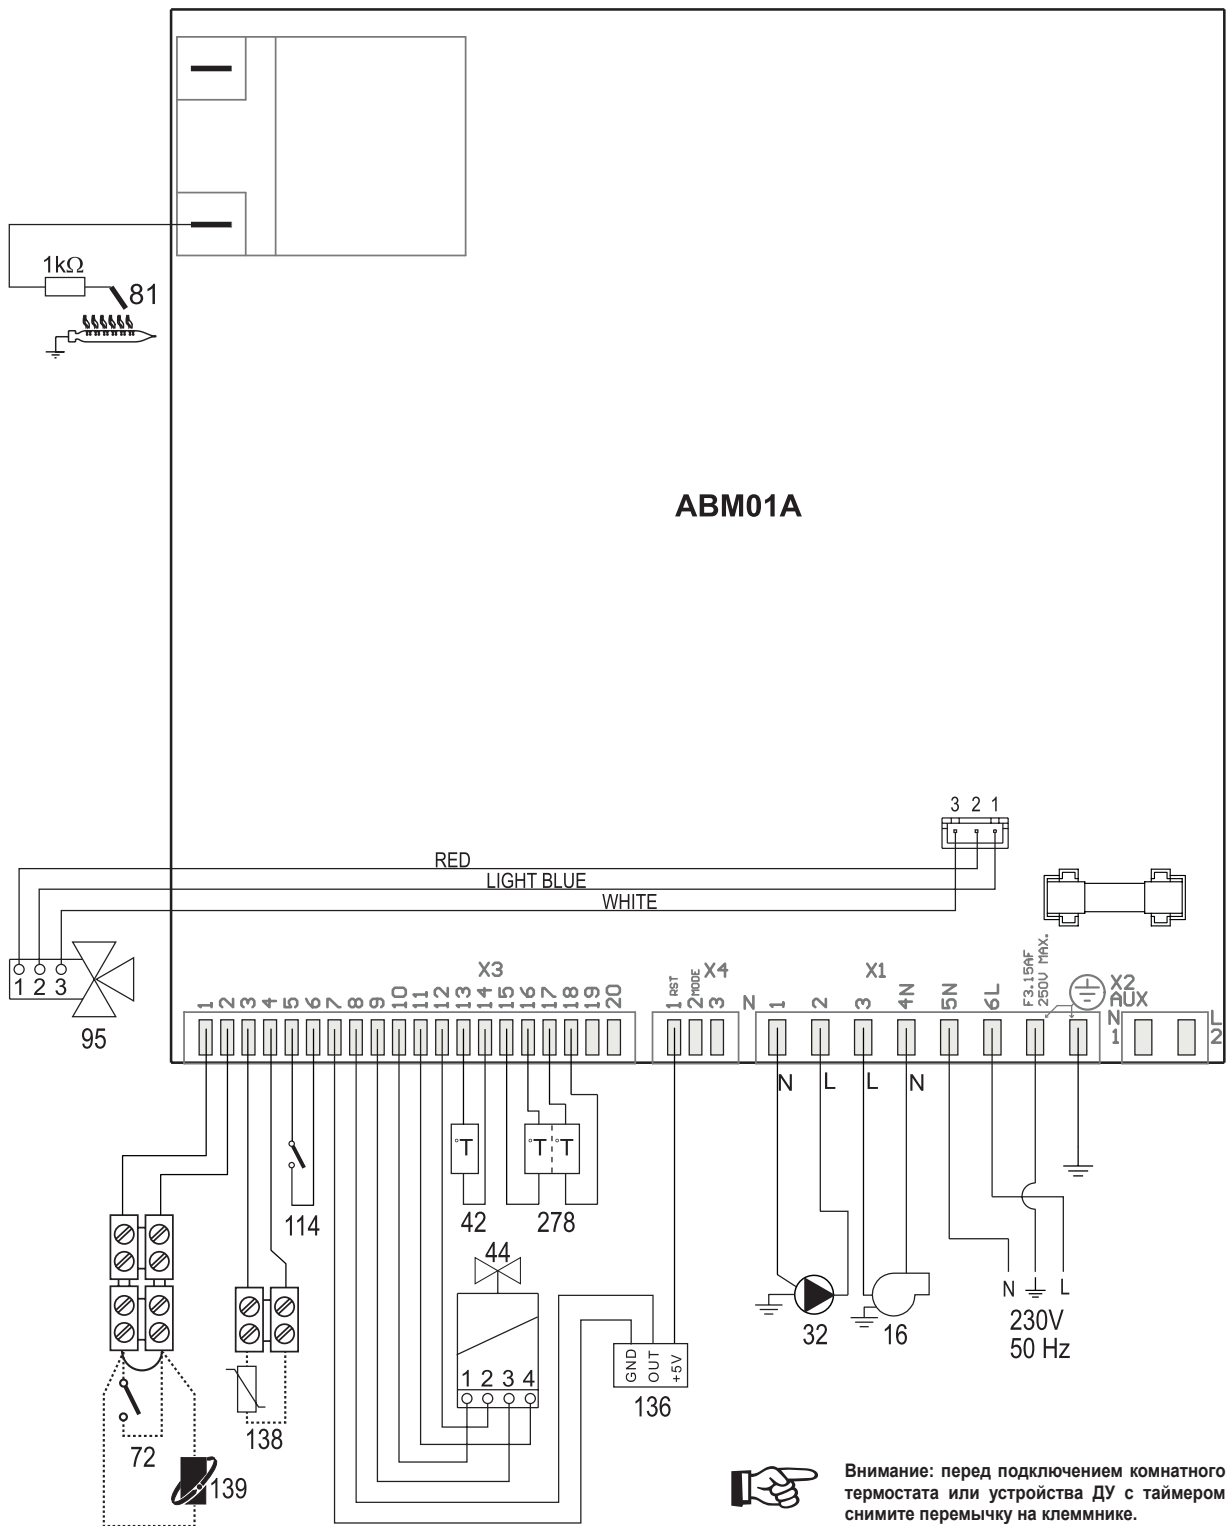 1kΩ
81
ABM01A
3 2 1
RED
LIGHT BLUE
WHITE
1 2 3
95
X3
X4
X1
X2
AUX
1 2 3 4 5 6 7 8 9 10 11 12 13 14 15 16 17 18 19 20
1 RST
2 MODE
3
N
1 2 3 4N 5N 6L
F3.15AF
250V MAX.
N
1
L
2
N L L N
°T
°T °T
114
42
278
44
1 2 3 4
GND
OUT
+5V
136
32
16
N L
230V
50 Hz
72
138
139
Внимание: перед подключением комнатного
термостата или устройства ДУ с таймером
снимите перемычку на клеммнике.